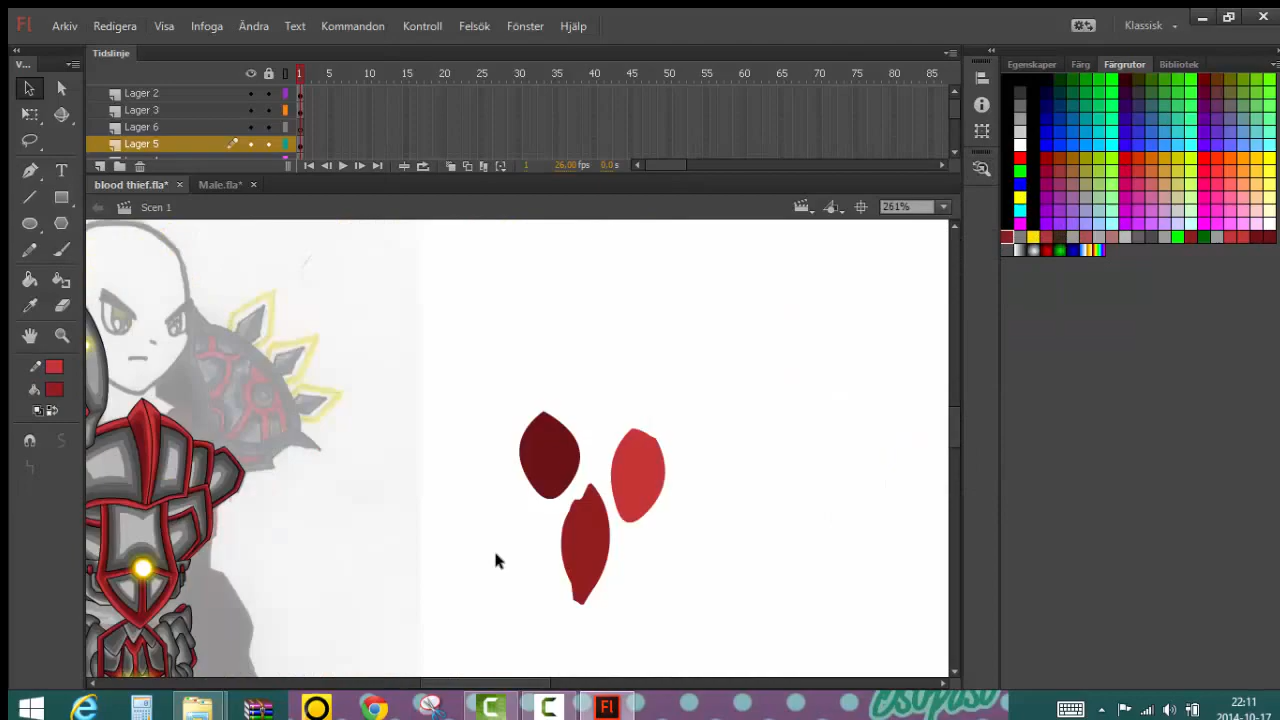 Fl Arkiv Redigera Visa Infoga Ändra Text Kommandon Kontroll Felsök Fönster Hjälp Klassisk
V... Tidslinje Egenskaper Färg Färgrutor Bibliotek
1 5 10 15 20 25 30 35 40 45 50 55 60 65 70 75 80 85
Lager 2
Lager 3
Lager 6
Lager 5
1 26.00 fps 0.0 s
blood thief.fla* Male.fla*
Scen 1 261%
Fl
22:11
2014-10-17